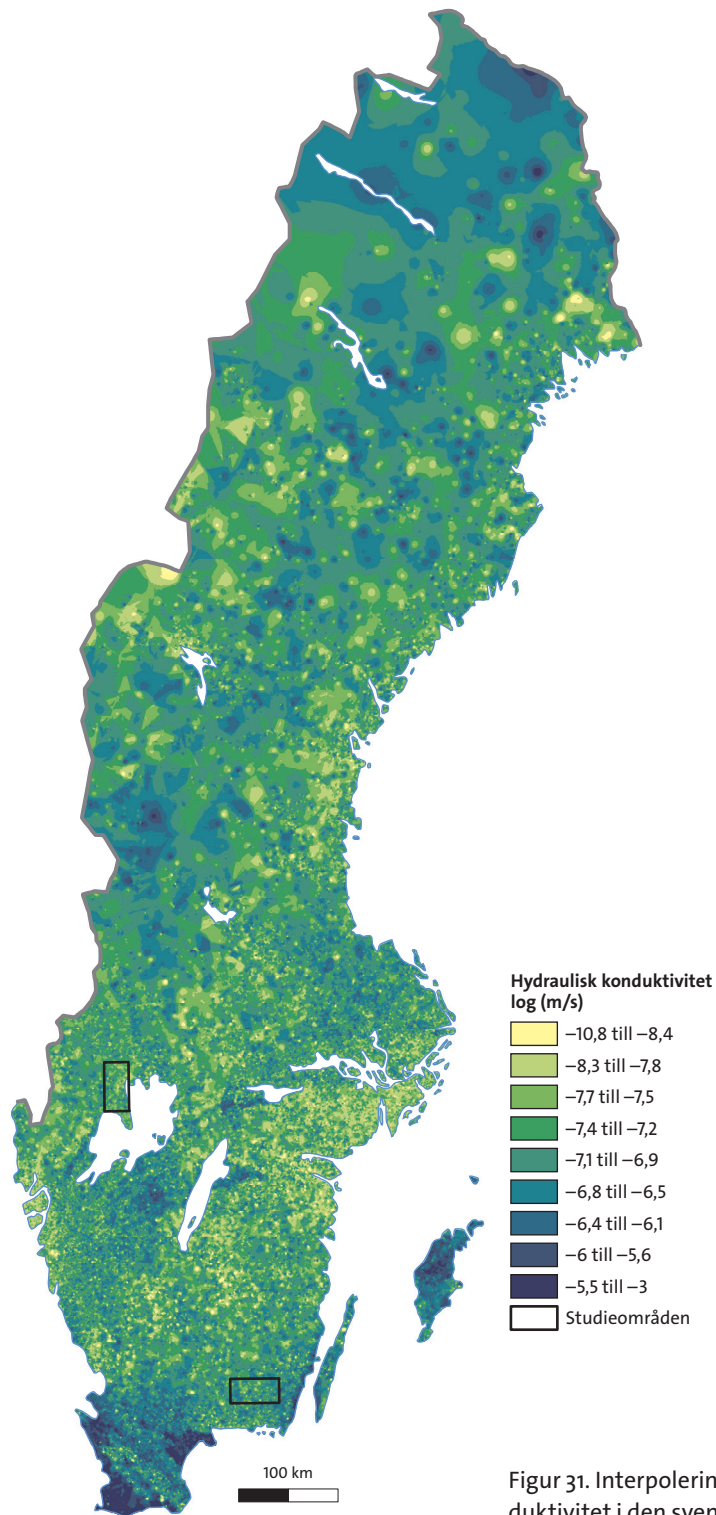 Hydraulisk konduktivitet
log (m/s)
–10,8 till –8,4
–8,3 till –7,8
–7,7 till –7,5
–7,4 till –7,2
–7,1 till –6,9
–6,8 till –6,5
–6,4 till –6,1
–6 till –5,6
–5,5 till –3
Studieområden
100 km
Figur 31. Interpolerin
duktivitet i den sven